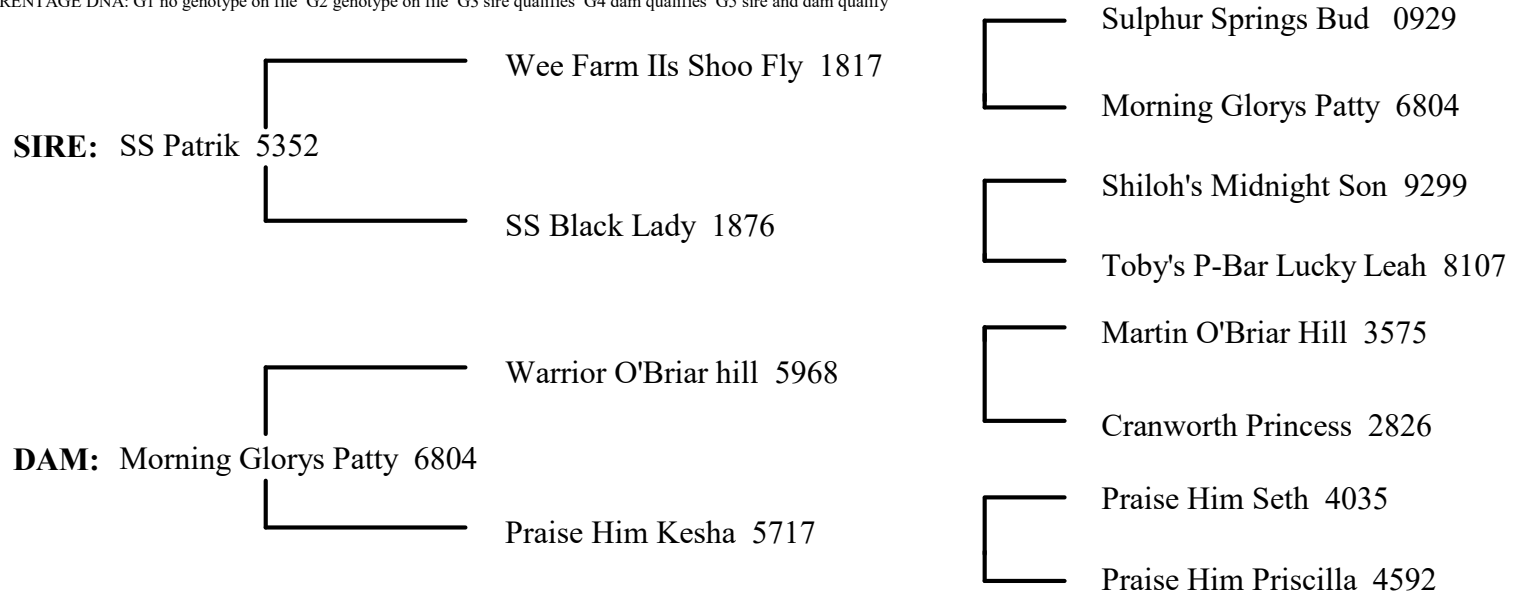 RENTAGE DNA: G1 no genotype on file G2 genotype on file G3 sire qualifies G4 dam qualifies G5 sire and dam qualify
Sulphur Springs Bud 0929
Wee Farm IIs Shoo Fly 1817
Morning Glorys Patty 6804
SIRE: SS Patrik 5352
Shiloh's Midnight Son 9299
SS Black Lady 1876
Toby's P-Bar Lucky Leah 8107
Martin O'Briar Hill 3575
Warrior O'Briar hill 5968
Cranworth Princess 2826
DAM: Morning Glorys Patty 6804
Praise Him Seth 4035
Praise Him Kesha 5717
Praise Him Priscilla 4592